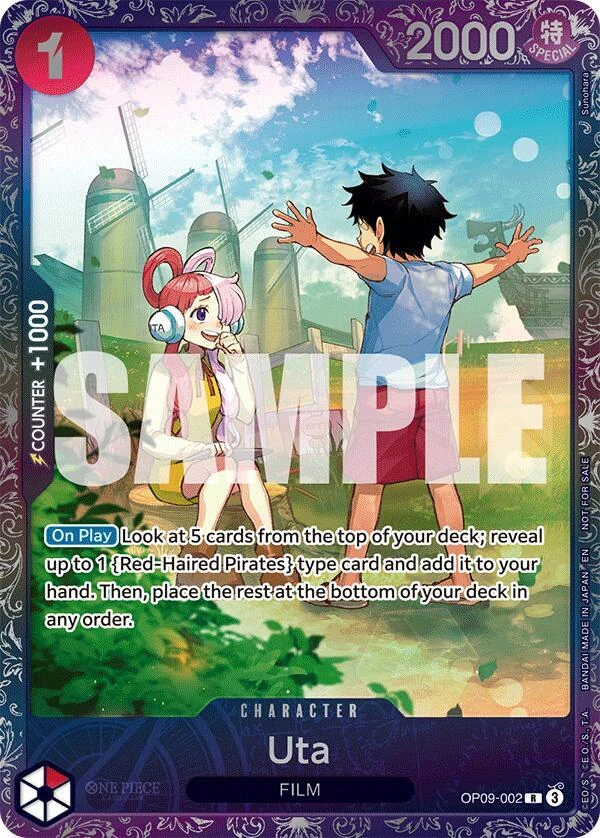 1
2000
特
SPECIAL
Sunohara
TA
COUNTER +1000
SAMPLE
On Play Look at 5 cards from the top of your deck; reveal
up to 1 {Red-Haired Pirates} type card and add it to your
hand. Then, place the rest at the bottom of your deck in
any order.
CHARACTER
Uta
FILM
ONE PIECE
CARD GAME
OP09-002 R 3
©E.O./S. ©E.O./S., T.A. BANDAI MADE IN JAPAN EN NOT FOR SALE